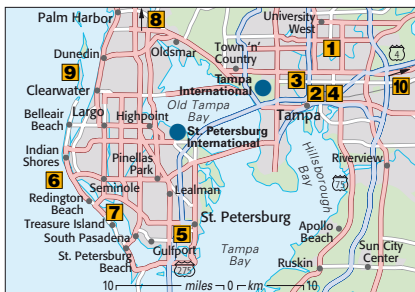 Palm Harbor
8
University
West
1
Oldsmar
Town 'n'
Country
4
Dunedin
Tampa
International
9
3
10
Clearwater
2
4
Old Tampa
Bay
Tampa
Belleair
Beach
Largo
Highpoint
St. Petersburg
International
Indian
Shores
Pinellas
Park
Hillsborough
Bay
Riverview
6
75
Seminole
Lealman
Redington
Beach
7
St. Petersburg
Treasure Island
5
Apollo
Beach
South Pasadena
Gulfport
Tampa
Bay
Sun City
Center
St. Petersburg
Beach
275
Ruskin
10 miles 0 km 10